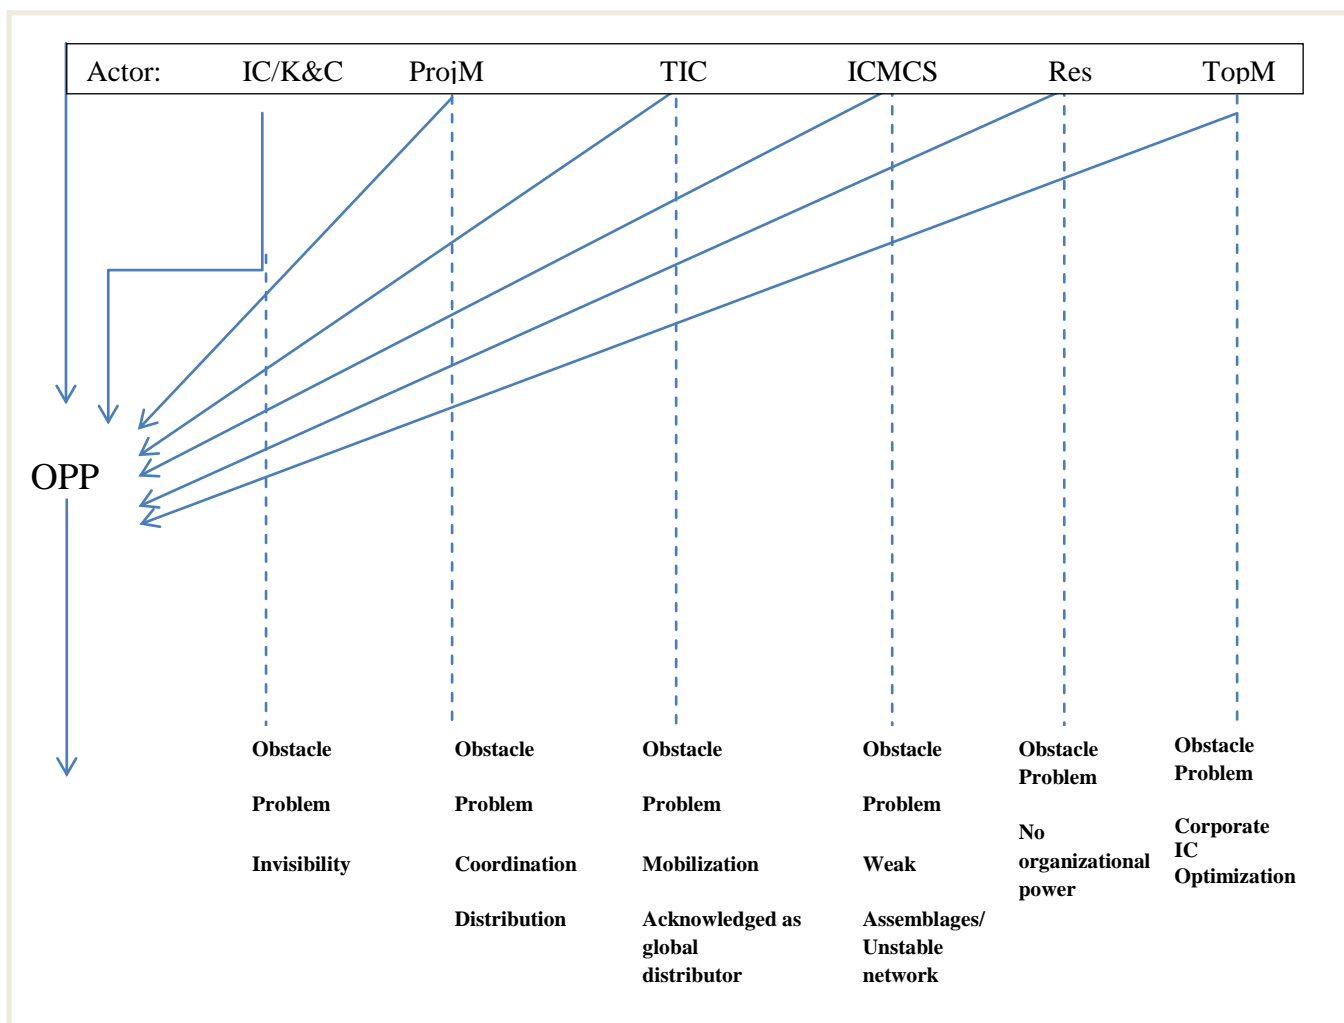 Actor: IC/K&C ProjM TIC ICMCS Res TopM
OPP
Obstacle
Problem
Invisibility
Obstacle
Problem
Coordination
Distribution
Obstacle
Problem
Mobilization
Acknowledged as
global
distributor
Obstacle
Problem
Weak
Assemblages/
Unstable
network
Obstacle
Problem
No
organizational
power
Obstacle
Problem
Corporate
IC
Optimization